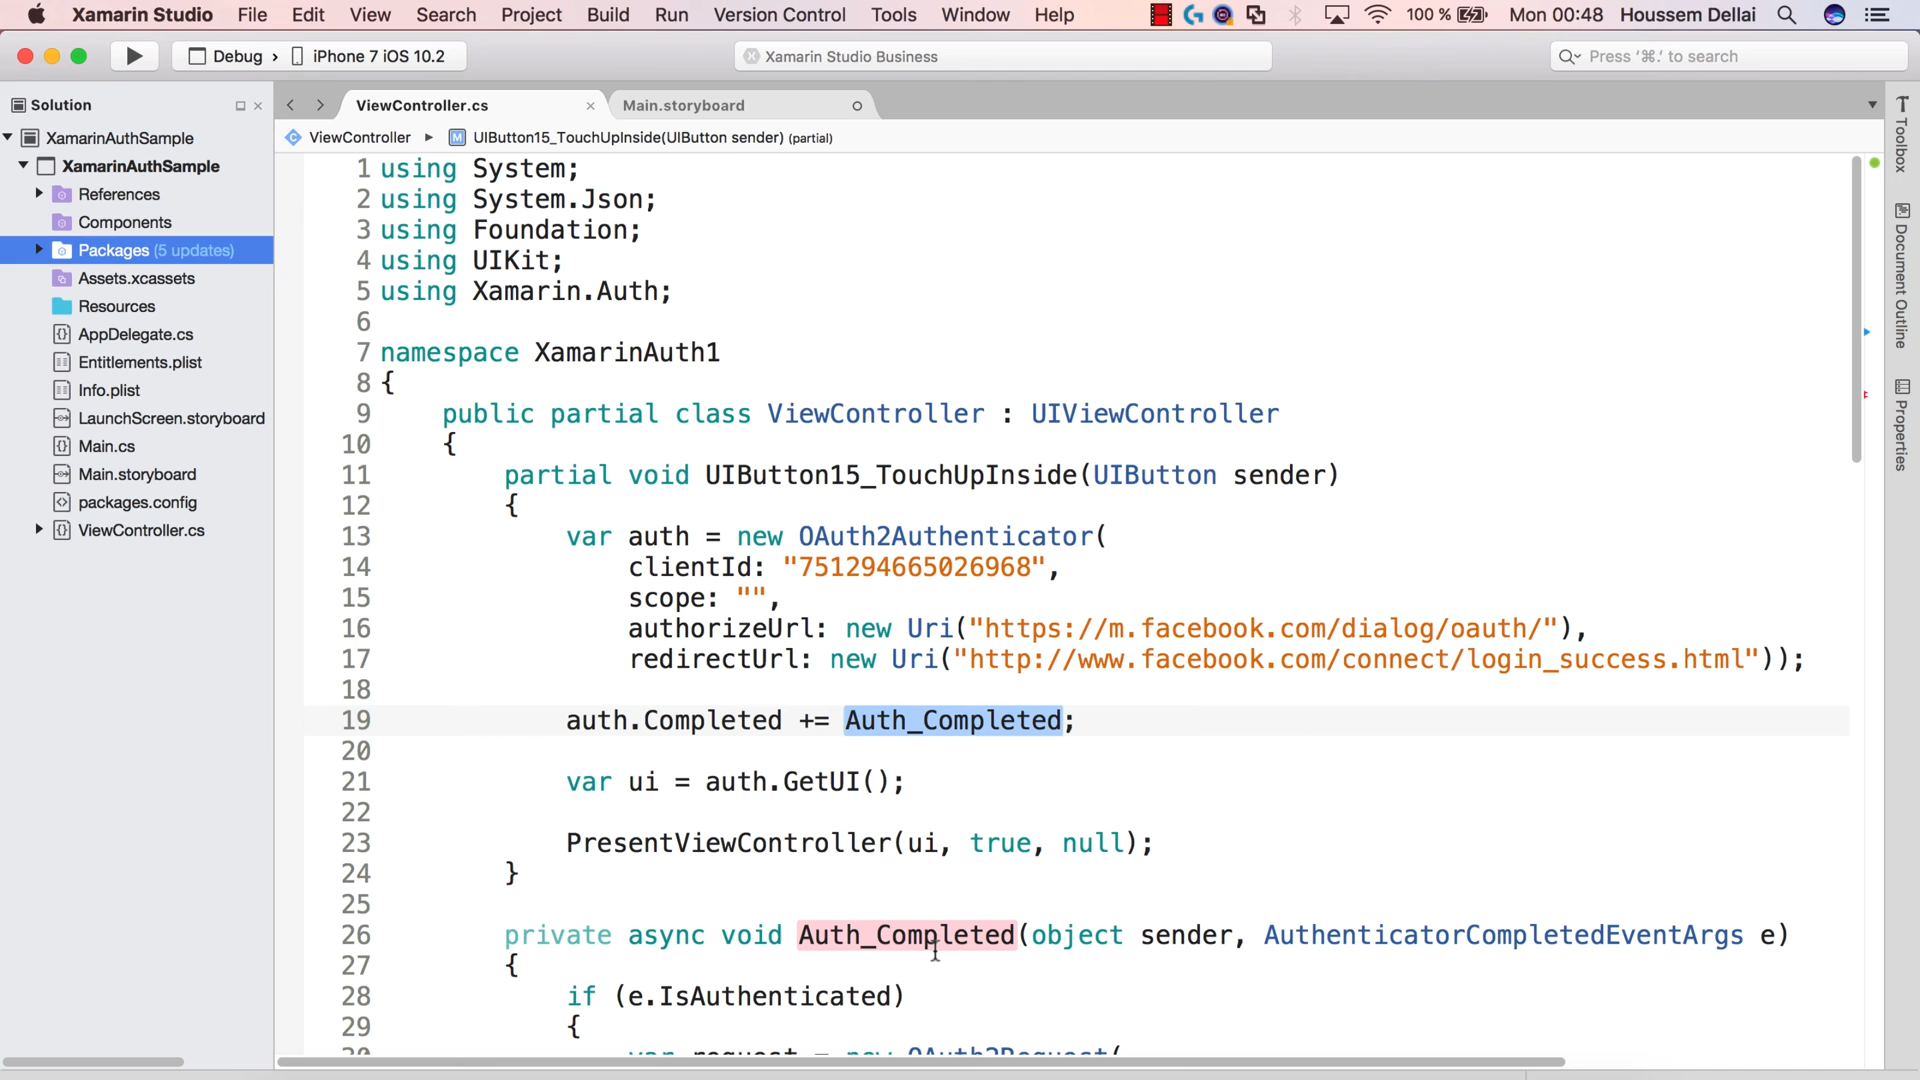 Xamarin Studio File Edit View Search Project Build Run Version Control Tools Window Help 100 % Mon 00:48 Houssem Dellai
Debug › iPhone 7 iOS 10.2 Xamarin Studio Business Press ‘⌘.’ to search
Solution
XamarinAuthSample
XamarinAuthSample
References
Components
Packages (5 updates)
Assets.xcassets
Resources
AppDelegate.cs
Entitlements.plist
Info.plist
LaunchScreen.storyboard
Main.cs
Main.storyboard
packages.config
ViewController.cs
ViewController.cs Main.storyboard
ViewController UIButton15_TouchUpInside(UIButton sender) (partial)
1 using System;
2 using System.Json;
3 using Foundation;
4 using UIKit;
5 using Xamarin.Auth;
6
7 namespace XamarinAuth1
8 {
9 public partial class ViewController : UIViewController
10 {
11 partial void UIButton15_TouchUpInside(UIButton sender)
12 {
13 var auth = new OAuth2Authenticator(
14 clientId: "751294665026968",
15 scope: "",
16 authorizeUrl: new Uri("https://m.facebook.com/dialog/oauth/"),
17 redirectUrl: new Uri("http://www.facebook.com/connect/login_success.html"));
18
19 auth.Completed += Auth_Completed;
20
21 var ui = auth.GetUI();
22
23 PresentViewController(ui, true, null);
24 }
25
26 private async void Auth_Completed(object sender, AuthenticatorCompletedEventArgs e)
27 {
28 if (e.IsAuthenticated)
29 {
30 var request = new OAuth2Request(
Toolbox
Document Outline
Properties